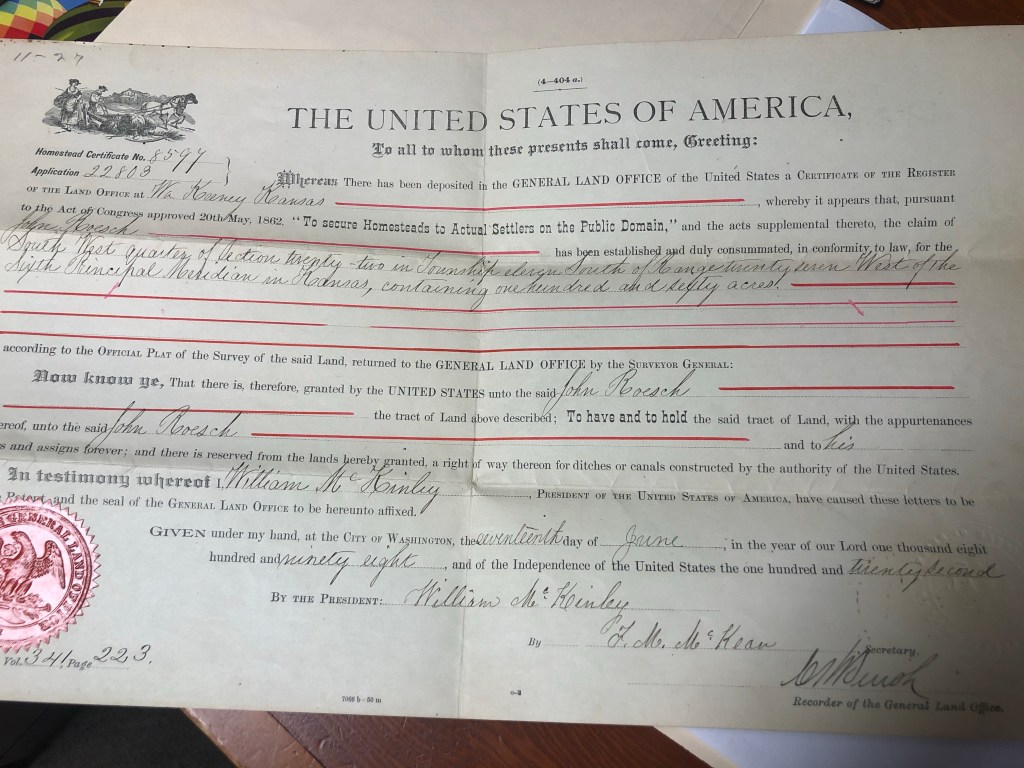 11-27
(4—404 a.)
THE UNITED STATES OF AMERICA,
To all to whom these presents shall come, Greeting:
Homestead Certificate No. 8597
Application 22803
Whereas There has been deposited in the GENERAL LAND OFFICE of the United States a CERTIFICATE OF THE REGISTER
OF THE LAND OFFICE at Wa Keeney Kansas, whereby it appears that, pursuant
to the Act of Congress approved 20th May, 1862. "To secure Homesteads to Actual Settlers on the Public Domain," and the acts supplemental thereto, the claim of
John Roesch has been established and duly consummated, in conformity to law, for the
South West quarter of Section twenty-two in Township eleven South of Range twenty seven West of the
Sixth Principal Meridian in Kansas, containing one hundred and sixty acres.
according to the OFFICIAL PLAT of the Survey of the said Land, returned to the GENERAL LAND OFFICE by the SURVEYOR GENERAL:
Now know ye, That there is, therefore, granted by the UNITED STATES unto the said John Roesch
the tract of Land above described; To have and to hold the said tract of Land, with the appurtenances
ereof, unto the said John Roesch and to his
s and assigns forever; and there is reserved from the lands hereby granted, a right of way thereon for ditches or canals constructed by the authority of the United States.
In testimony whereof I, William McKinley, PRESIDENT OF THE UNITED STATES OF AMERICA, have caused these letters to be
Patent, and the seal of the GENERAL LAND OFFICE to be hereunto affixed.
GIVEN under my hand, at the CITY OF WASHINGTON, the seventeenth day of June, in the year of our Lord one thousand eight
hundred and ninety eight, and of the Independence of the United States the one hundred and twenty second
BY THE PRESIDENT: William McKinley
By F. M. McKean
Secretary.
Recorder of the General Land Office.
GENERAL LAND OFFICE
Vol. 341 Page 223.